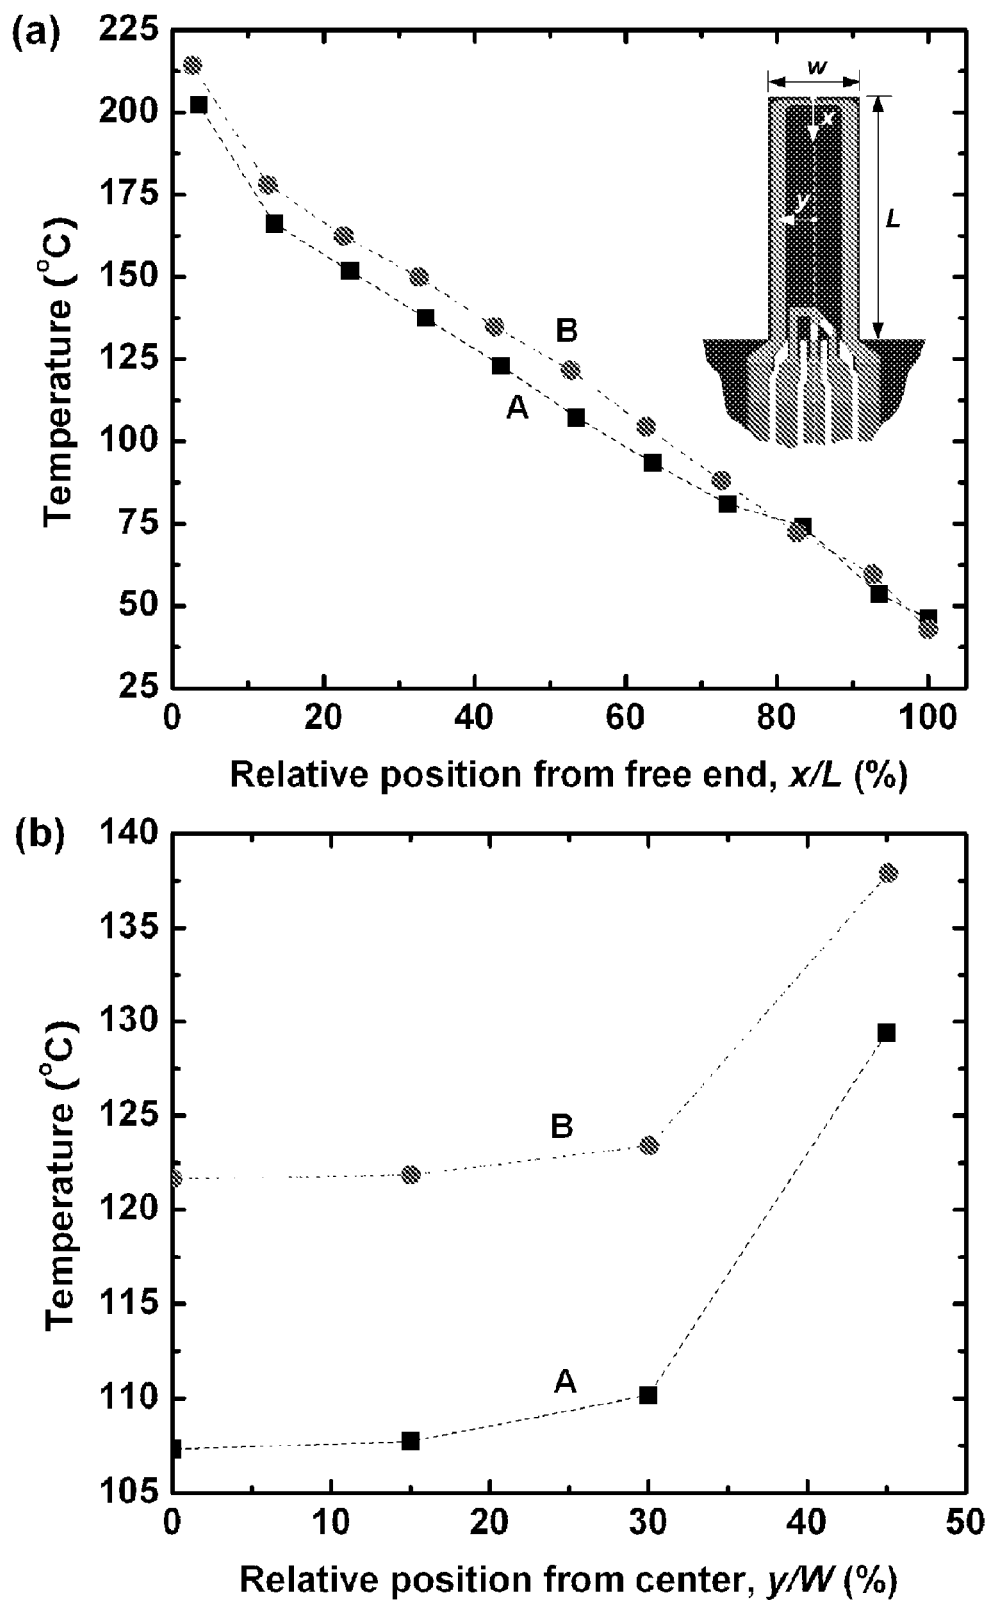 (a)
225
200
175
150
125
100
75
50
25
Temperature (°C)
w
x
y
L
B
A
0 20 40 60 80 100
Relative position from free end, x/L (%)
(b)
140
135
130
125
120
115
110
105
Temperature (°C)
B
A
0 10 20 30 40 50
Relative position from center, y/W (%)